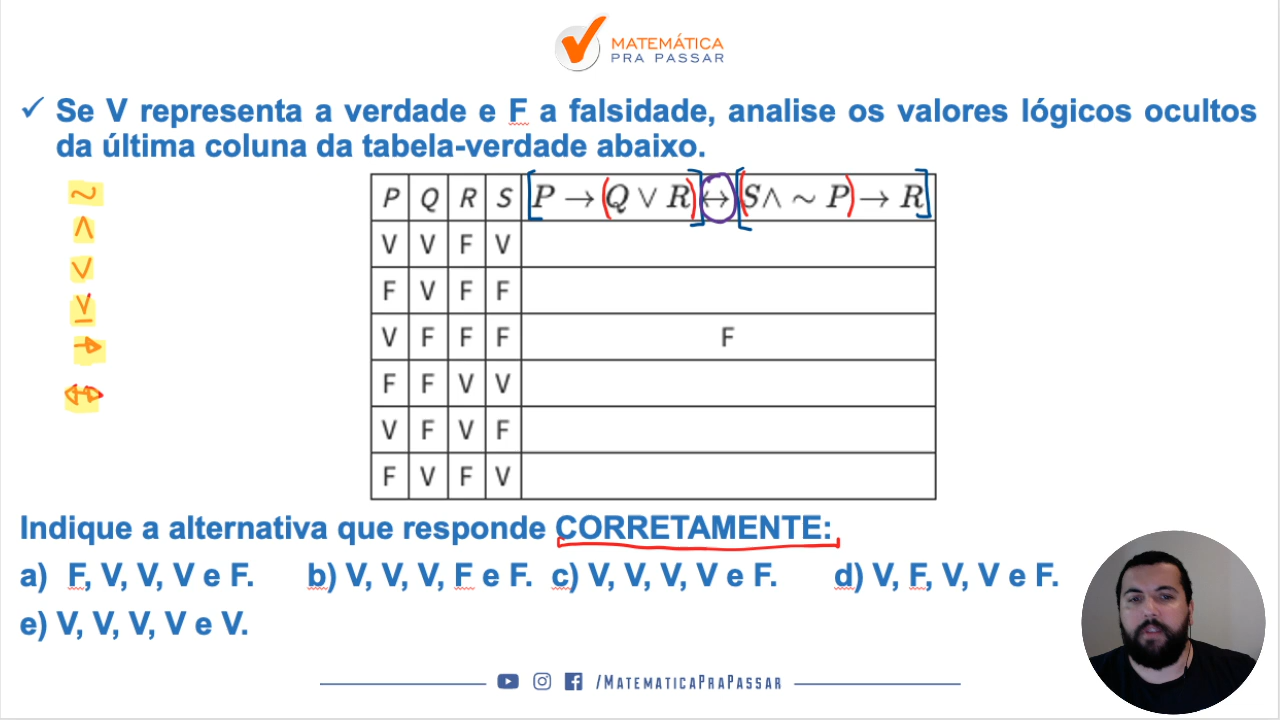 MATEMÁTICA
PRA PASSAR
✓ Se V representa a verdade e F a falsidade, analise os valores lógicos ocultos
da última coluna da tabela-verdade abaixo.
~
∧
∨
⊻
→
↔
P Q R S [P → (Q ∨ R)] ↔ [(S ∧ ~ P) → R]
V V F V
F V F F
V F F F F
F F V V
V F V F
F V F V
Indique a alternativa que responde CORRETAMENTE:
a) F, V, V, V e F. b) V, V, V, F e F. c) V, V, V, V e F. d) V, F, V, V e F.
e) V, V, V, V e V.
/MATEMATICAPRAPASSAR